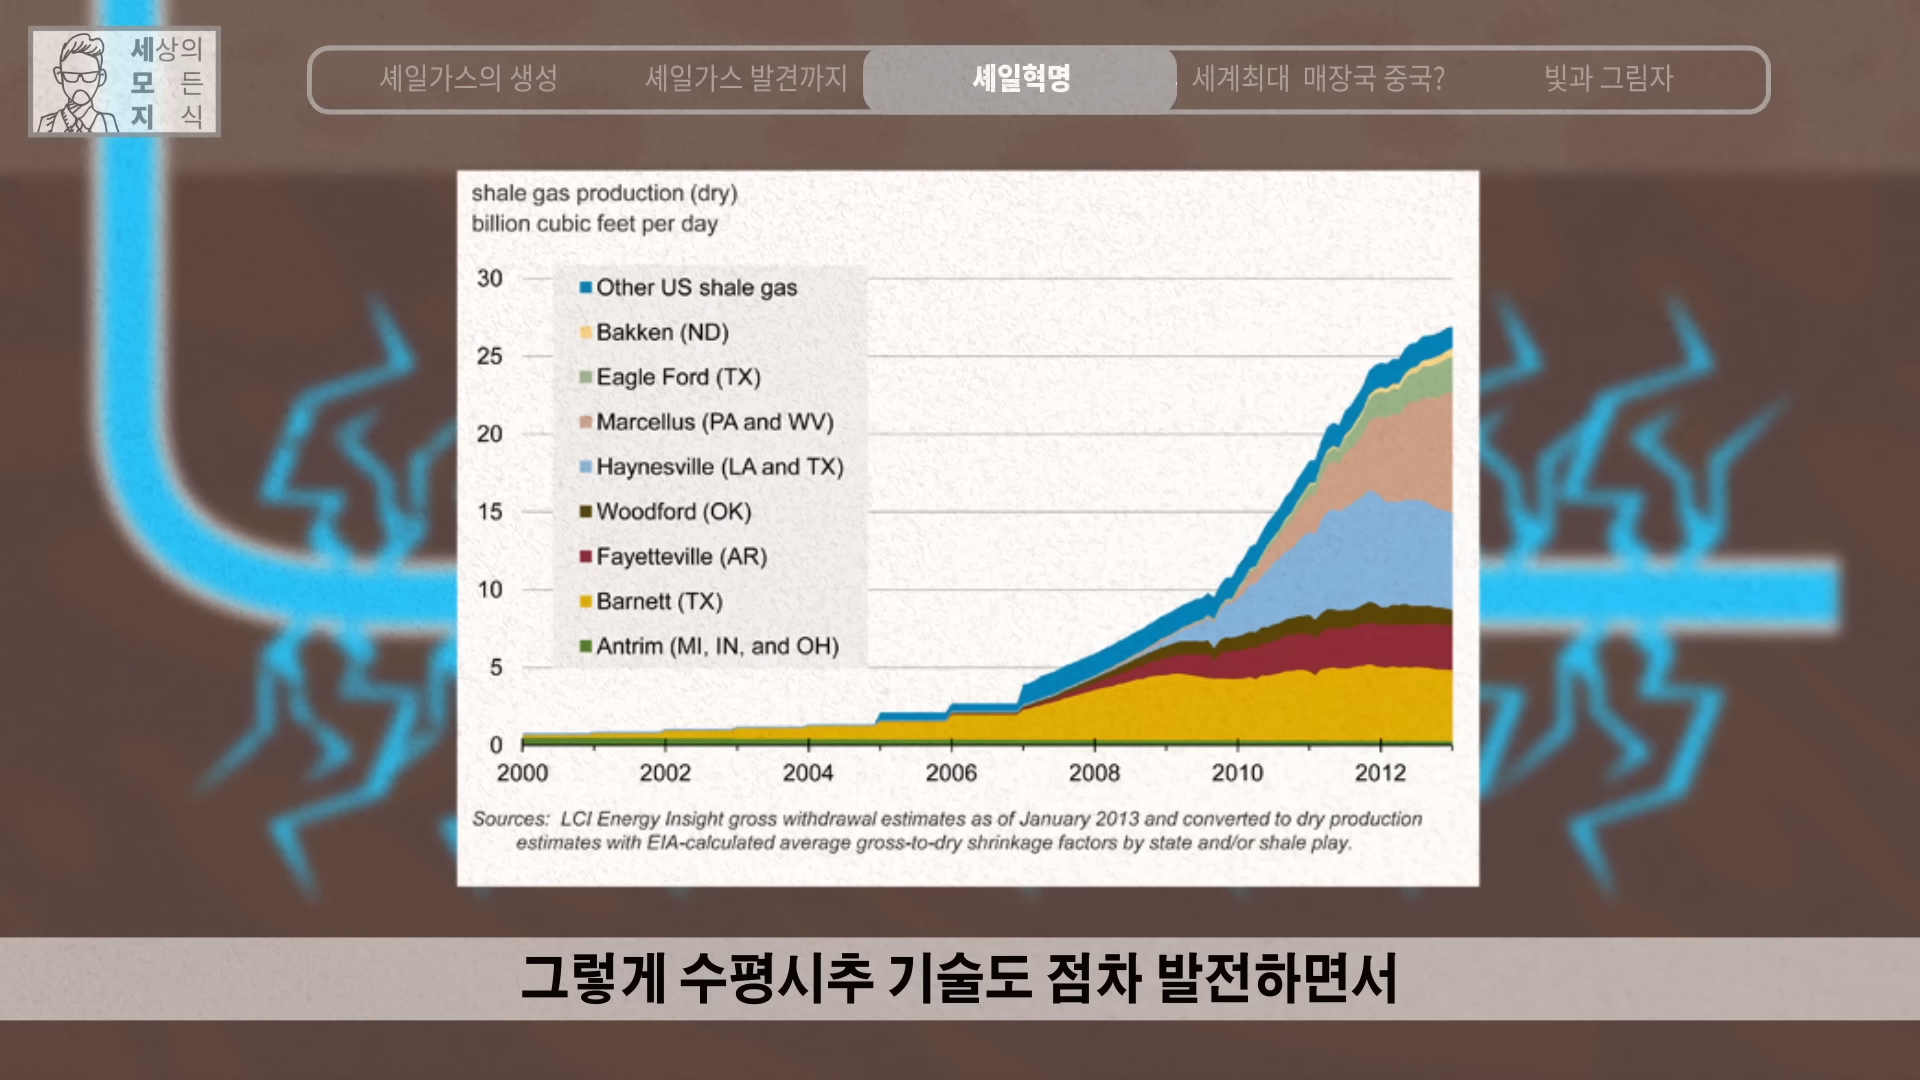 세상의
모든
지식
셰일가스의 생성
셰일가스 발견까지
셰일혁명
세계최대 매장국 중국?
빛과 그림자
shale gas production (dry)
billion cubic feet per day
30
25
20
15
10
5
0
Other US shale gas
Bakken (ND)
Eagle Ford (TX)
Marcellus (PA and WV)
Haynesville (LA and TX)
Woodford (OK)
Fayetteville (AR)
Barnett (TX)
Antrim (MI, IN, and OH)
2000 2002 2004 2006 2008 2010 2012
Sources: LCI Energy Insight gross withdrawal estimates as of January 2013 and converted to dry production
estimates with EIA-calculated average gross-to-dry shrinkage factors by state and/or shale play.
그렇게 수평시추 기술도 점차 발전하면서